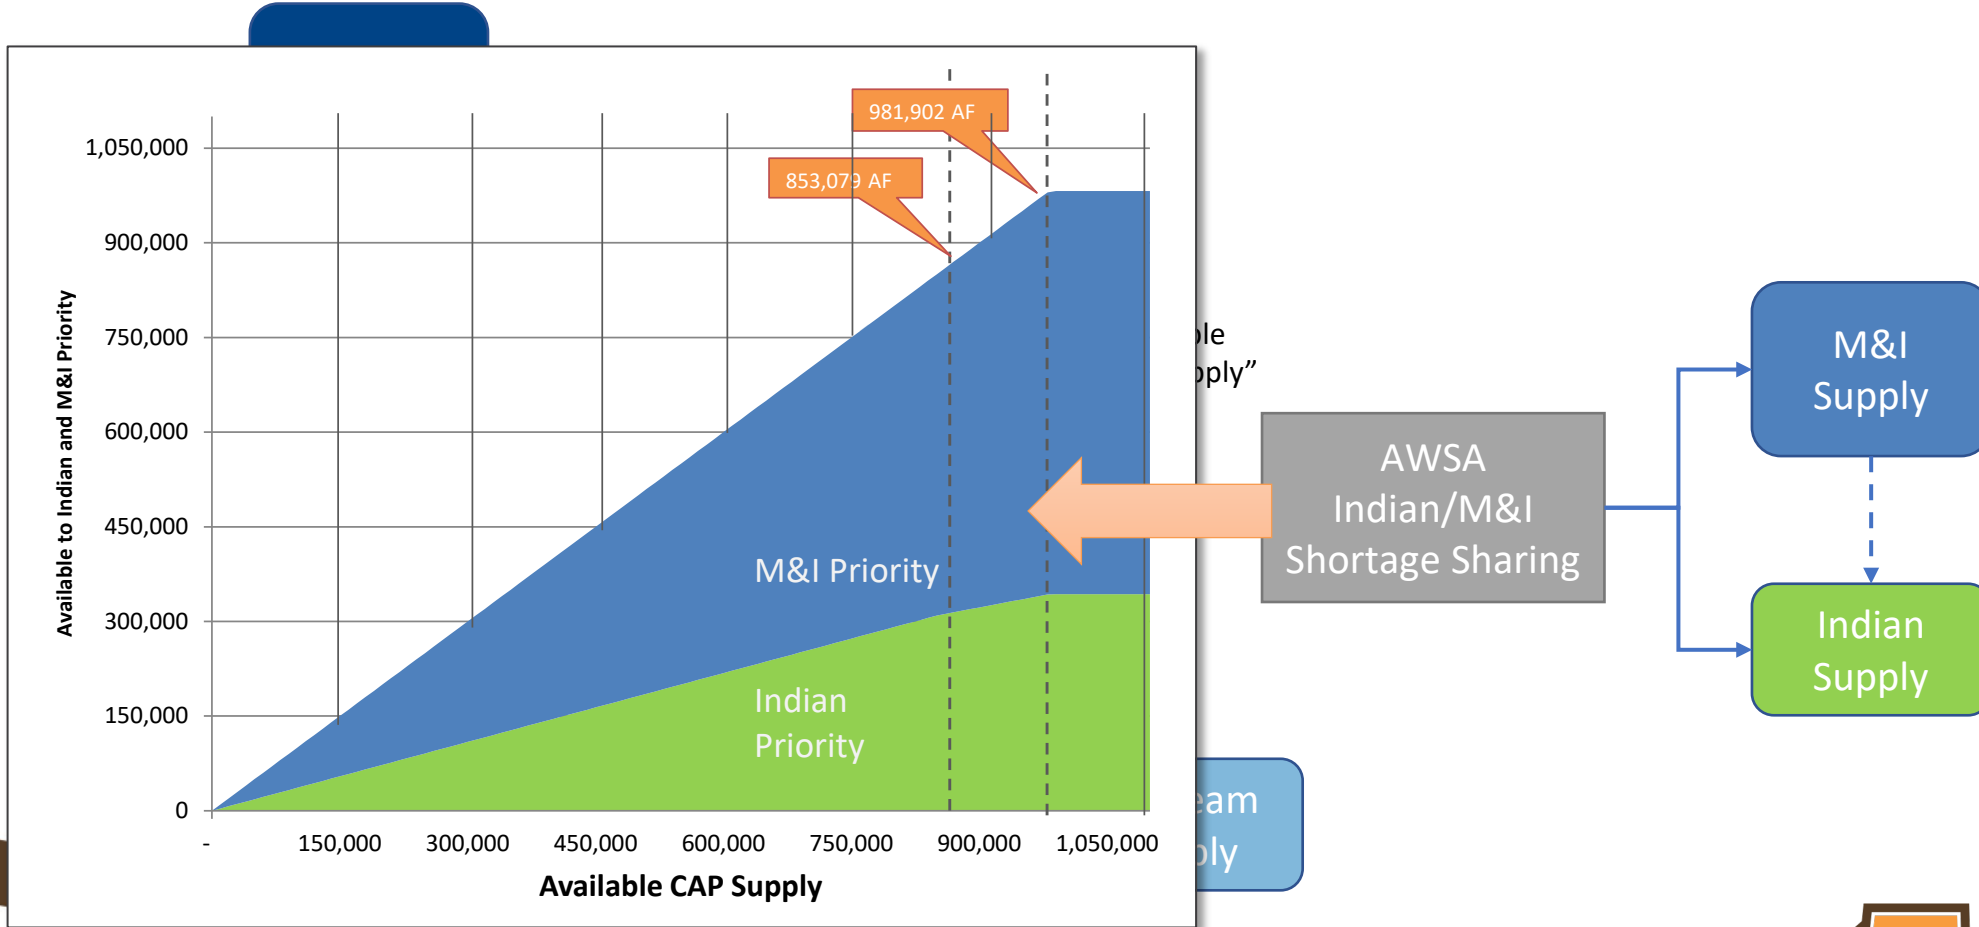 981,902 AF
853,079 AF
1,050,000
900,000
750,000
600,000
450,000
300,000
150,000
0
Available to Indian and M&I Priority
M&I Priority
Indian
Priority
-
150,000
300,000
450,000
600,000
750,000
900,000
1,050,000
Available CAP Supply
AWSA
Indian/M&I
Shortage Sharing
M&I
Supply
Indian
Supply